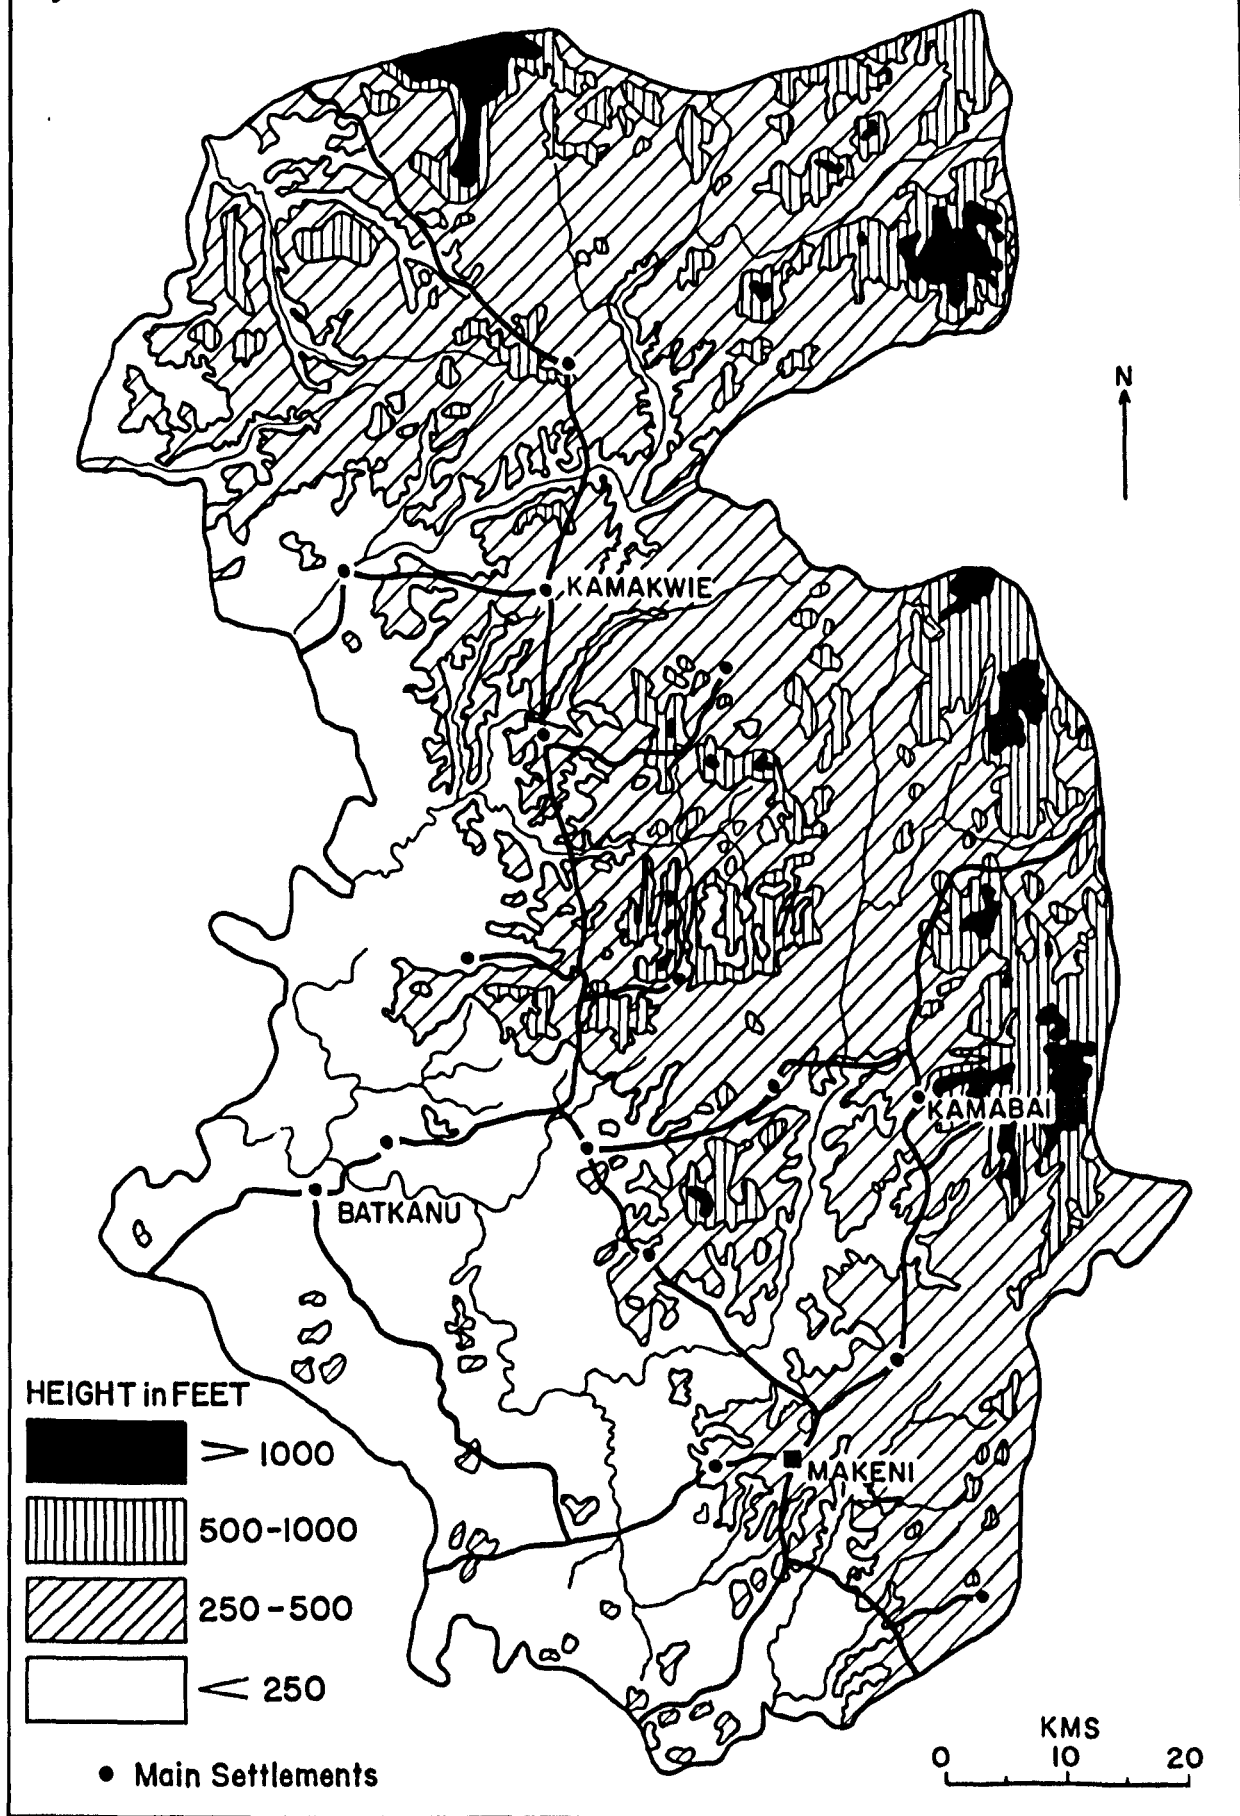 N
KAMAKWIE
KAMABAI
BATKANU
MAKENI
HEIGHT in FEET
> 1000
500-1000
250-500
< 250
• Main Settlements
KMS
0 10 20